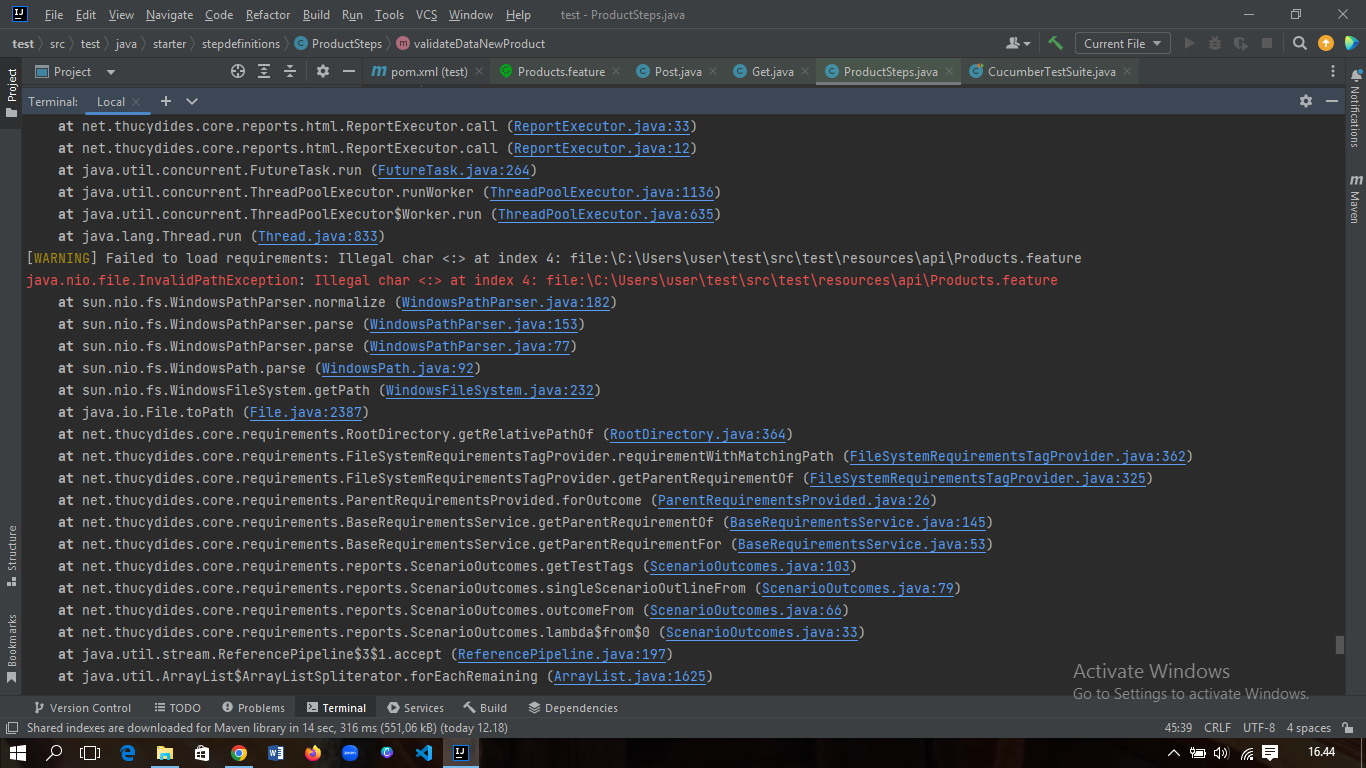 File Edit View Navigate Code Refactor Build Run Tools VCS Window Help test - ProductSteps.java
test src test java starter stepdefinitions ProductSteps validateDataNewProduct Current File
Project pom.xml (test) Products.feature Post.java Get.java ProductSteps.java CucumberTestSuite.java
Terminal: Local
at net.thucydides.core.reports.html.ReportExecutor.call (ReportExecutor.java:33)
at net.thucydides.core.reports.html.ReportExecutor.call (ReportExecutor.java:12)
at java.util.concurrent.FutureTask.run (FutureTask.java:264)
at java.util.concurrent.ThreadPoolExecutor.runWorker (ThreadPoolExecutor.java:1136)
at java.util.concurrent.ThreadPoolExecutor$Worker.run (ThreadPoolExecutor.java:635)
at java.lang.Thread.run (Thread.java:833)
[WARNING] Failed to load requirements: Illegal char <:> at index 4: file:\C:\Users\user\test\src\test\resources\api\Products.feature
java.nio.file.InvalidPathException: Illegal char <:> at index 4: file:\C:\Users\user\test\src\test\resources\api\Products.feature
at sun.nio.fs.WindowsPathParser.normalize (WindowsPathParser.java:182)
at sun.nio.fs.WindowsPathParser.parse (WindowsPathParser.java:153)
at sun.nio.fs.WindowsPathParser.parse (WindowsPathParser.java:77)
at sun.nio.fs.WindowsPath.parse (WindowsPath.java:92)
at sun.nio.fs.WindowsFileSystem.getPath (WindowsFileSystem.java:232)
at java.io.File.toPath (File.java:2387)
at net.thucydides.core.requirements.RootDirectory.getRelativePathOf (RootDirectory.java:364)
at net.thucydides.core.requirements.FileSystemRequirementsTagProvider.requirementWithMatchingPath (FileSystemRequirementsTagProvider.java:362)
at net.thucydides.core.requirements.FileSystemRequirementsTagProvider.getParentRequirementOf (FileSystemRequirementsTagProvider.java:325)
at net.thucydides.core.requirements.ParentRequirementsProvided.forOutcome (ParentRequirementsProvided.java:26)
at net.thucydides.core.requirements.BaseRequirementsService.getParentRequirementOf (BaseRequirementsService.java:145)
at net.thucydides.core.requirements.BaseRequirementsService.getParentRequirementFor (BaseRequirementsService.java:53)
at net.thucydides.core.requirements.reports.ScenarioOutcomes.getTestTags (ScenarioOutcomes.java:103)
at net.thucydides.core.requirements.reports.ScenarioOutcomes.singleScenarioOutlineFrom (ScenarioOutcomes.java:79)
at net.thucydides.core.requirements.reports.ScenarioOutcomes.outcomeFrom (ScenarioOutcomes.java:66)
at net.thucydides.core.requirements.reports.ScenarioOutcomes.lambda$from$0 (ScenarioOutcomes.java:33)
at java.util.stream.ReferencePipeline$3$1.accept (ReferencePipeline.java:197)
at java.util.ArrayList$ArrayListSpliterator.forEachRemaining (ArrayList.java:1625)
Project
Structure
Bookmarks
Notifications
Maven
Activate Windows
Go to Settings to activate Windows.
Version Control TODO Problems Terminal Services Build Dependencies
Shared indexes are downloaded for Maven library in 14 sec, 316 ms (551,06 kB) (today 12.18) 45:39 CRLF UTF-8 4 spaces
16.44